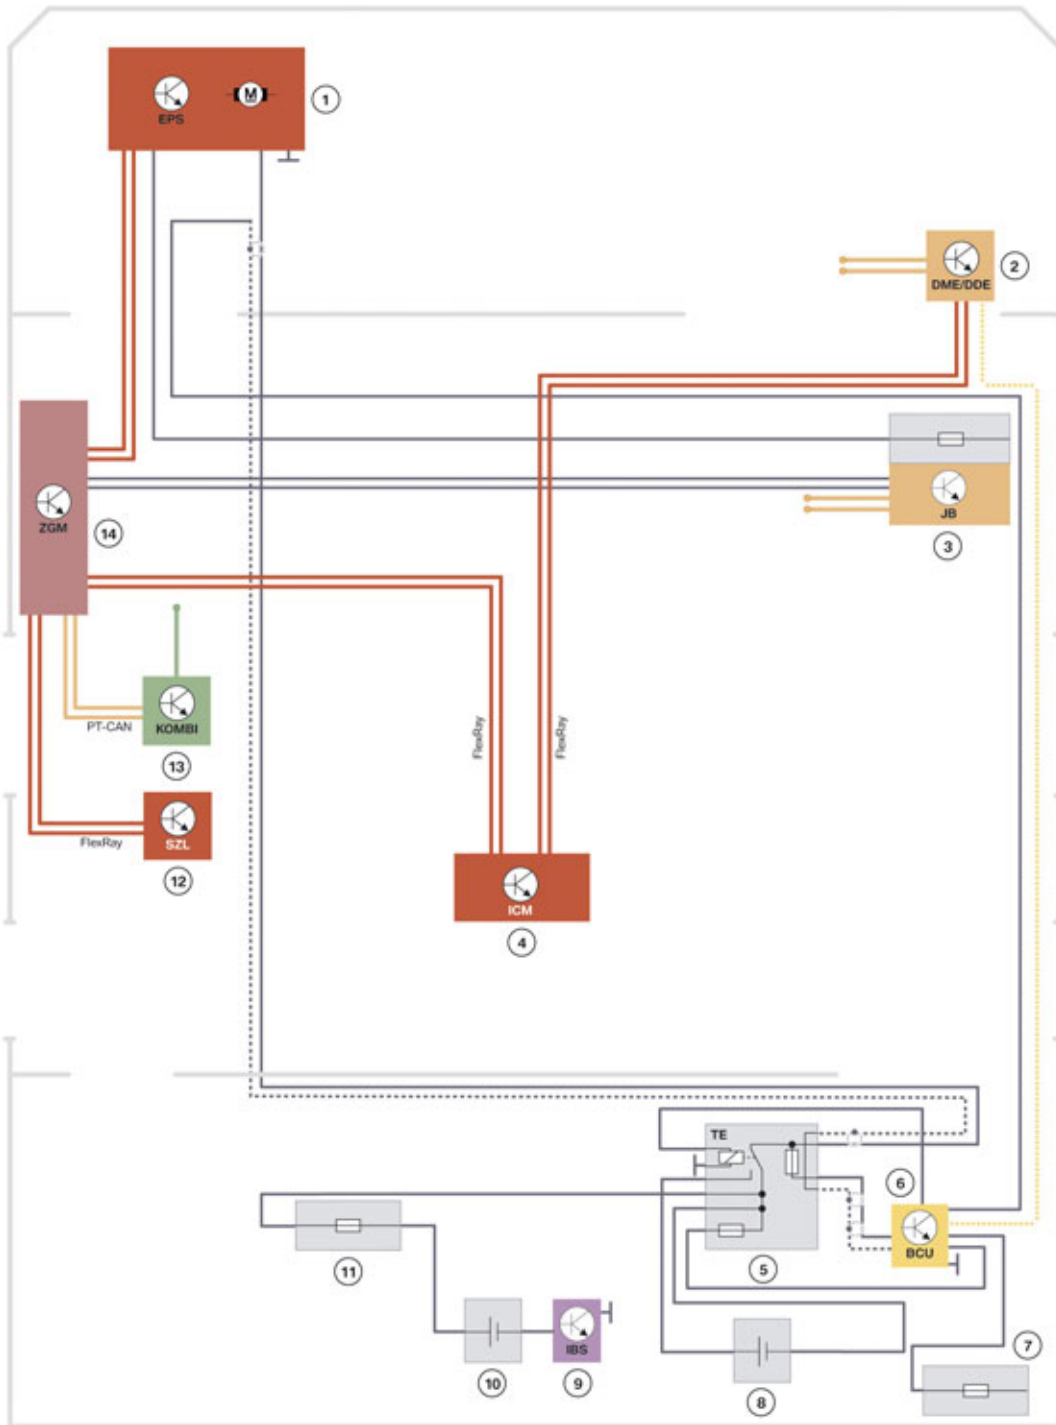 M
1
EPS
2
DME/DDE
ZGM
14
JB
3
PT-CAN
KOMBI
13
FlexRay
FlexRay
SZL
FlexRay
12
ICM
4
TE
6
BCU
5
11
IBS
7
10
9
8